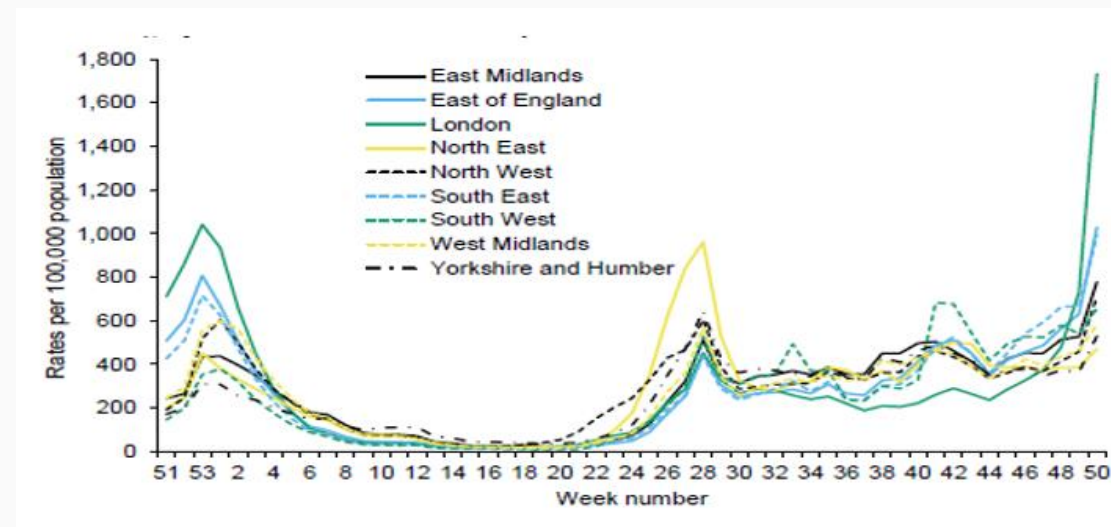 1,800
1,600
1,400
1,200
1,000
800
600
400
200
0
Rates per 100,000 population
East Midlands
East of England
London
North East
North West
South East
South West
West Midlands
Yorkshire and Humber
51 53 2 4 6 8 10 12 14 16 18 20 22 24 26 28 30 32 34 36 38 40 42 44 46 48 50
Week number